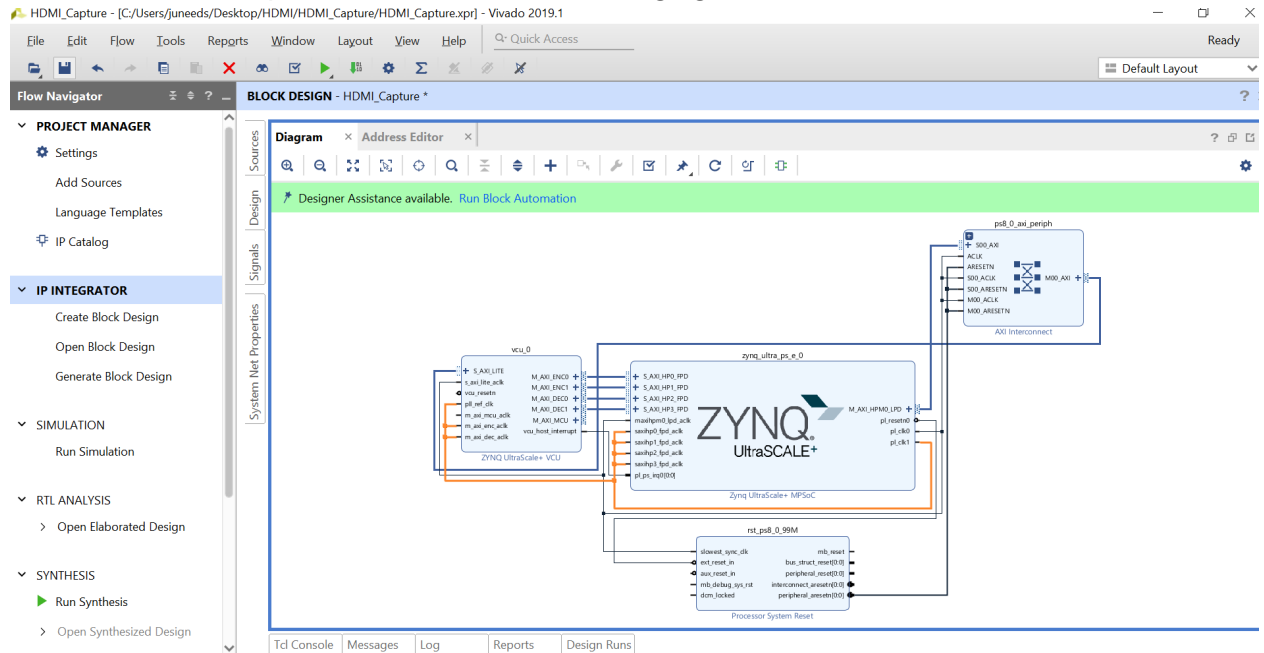 HDMI_Capture - [C:/Users/juneeds/Desktop/HDMI/HDMI_Capture/HDMI_Capture.xpr] - Vivado 2019.1
File Edit Flow Tools Reports Window Layout View Help Q- Quick Access Ready
Default Layout
Flow Navigator
BLOCK DESIGN - HDMI_Capture *
PROJECT MANAGER
Settings
Add Sources
Language Templates
IP Catalog
IP INTEGRATOR
Create Block Design
Open Block Design
Generate Block Design
SIMULATION
Run Simulation
RTL ANALYSIS
Open Elaborated Design
SYNTHESIS
Run Synthesis
Open Synthesized Design
Sources
Design
Signals
System Net Properties
Diagram × Address Editor ×
Designer Assistance available. Run Block Automation
ps8_0_axi_periph
S00_AXI
ACLK
ARESETN
S00_ACLK
S00_ARESETN
M00_ACLK
M00_ARESETN
M00_AXI
AXI Interconnect
vcu_0
S_AXI_LITE
s_axi_lite_aclk
vcu_resetn
pll_ref_clk
m_axi_mcu_aclk
m_axi_enc_aclk
m_axi_dec_aclk
M_AXI_ENC0
M_AXI_ENC1
M_AXI_DEC0
M_AXI_DEC1
M_AXI_MCU
vcu_host_interrupt
ZYNQ UltraScale+ VCU
zynq_ultra_ps_e_0
S_AXI_HP0_FPD
S_AXI_HP1_FPD
S_AXI_HP2_FPD
S_AXI_HP3_FPD
maxihpm0_lpd_aclk
saxihp0_fpd_aclk
saxihp1_fpd_aclk
saxihp2_fpd_aclk
saxihp3_fpd_aclk
pl_ps_irq0[0:0]
ZYNQ
UltraSCALE+
M_AXI_HPM0_LPD
pl_resetn0
pl_clk0
pl_clk1
Zynq UltraScale+ MPSoC
rst_ps8_0_99M
slowest_sync_clk
ext_reset_in
aux_reset_in
mb_debug_sys_rst
dcm_locked
mb_reset
bus_struct_reset[0:0]
peripheral_reset[0:0]
interconnect_aresetn[0:0]
peripheral_aresetn[0:0]
Processor System Reset
Tcl Console Messages Log Reports Design Runs